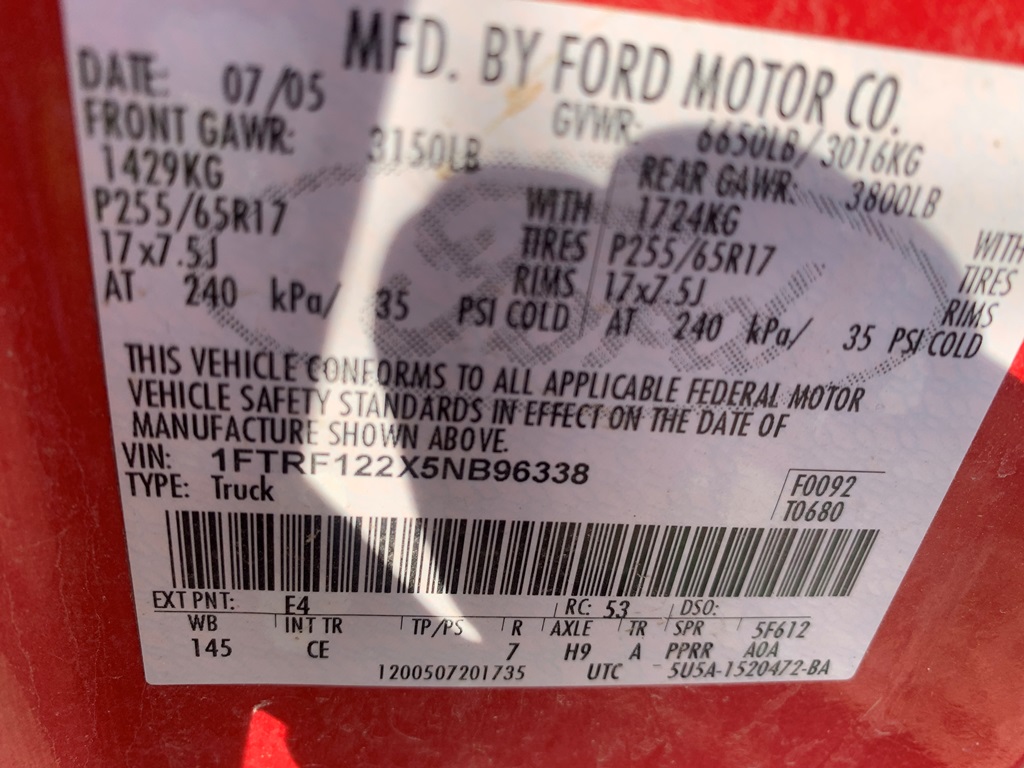 MFD. BY FORD MOTOR CO.
DATE: 07/05 GVWR: 6650LB/3016KG
FRONT GAWR: 3150LB REAR GAWR: 3800LB
1429KG WITH 1724KG WITH
P255/65R17 TIRES P255/65R17 TIRES
17x7.5J RIMS 17x7.5J RIMS
AT 240 kPa/ 35 PSI COLD AT 240 kPa/ 35 PSI COLD
THIS VEHICLE CONFORMS TO ALL APPLICABLE FEDERAL MOTOR
VEHICLE SAFETY STANDARDS IN EFFECT ON THE DATE OF
MANUFACTURE SHOWN ABOVE.
VIN: 1FTRF122X5NB96338
TYPE: Truck F0092
T0680
EXT PNT: E4 RC: 53 DSO:
WB INT TR TP/PS R AXLE TR SPR 5F612
145 CE 7 H9 A PPRR A0A
1200507201735 UTC 5U5A-1520472-BA